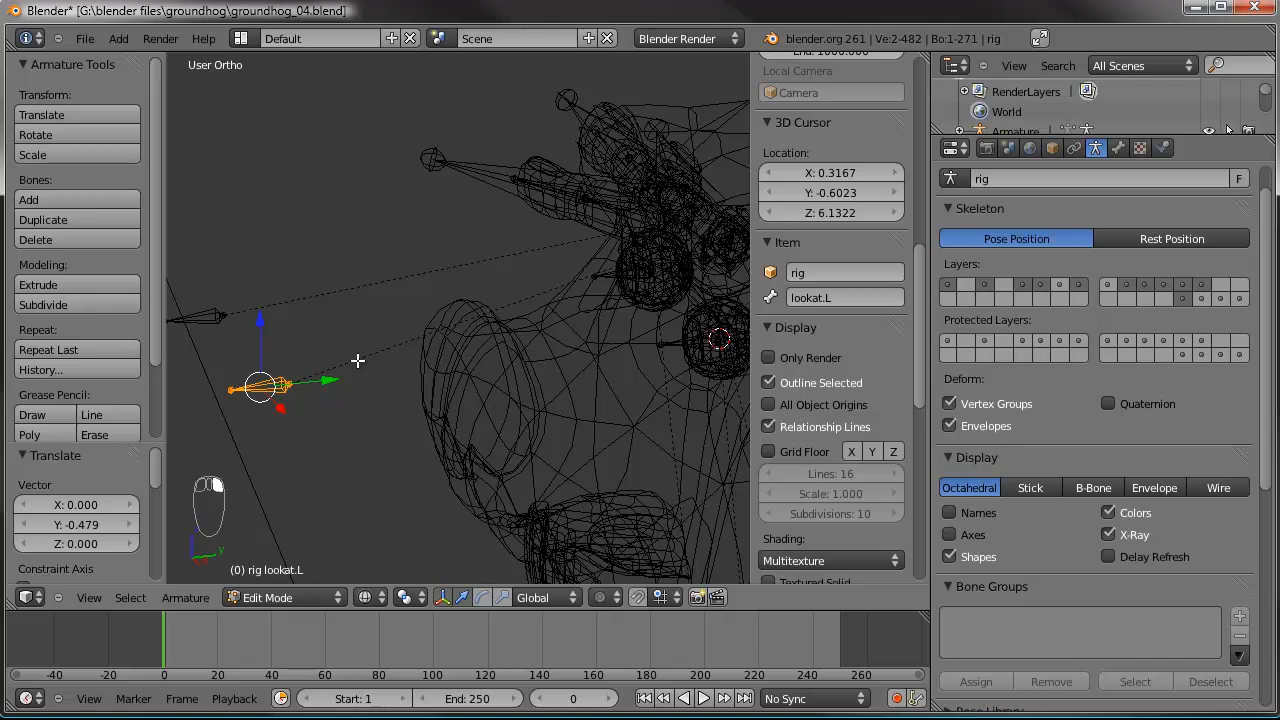 Blender* [G:\blender files\groundhog\groundhog_04.blend]
File Add Render Help Default Scene Blender Render blender.org 261 | Ve:2-482 | Bo:1-271 | rig
Armature Tools
Transform:
Translate
Rotate
Scale
Bones:
Add
Duplicate
Delete
Modeling:
Extrude
Subdivide
Repeat:
Repeat Last
History...
Grease Pencil:
Draw Line
Poly Erase
Translate
Vector
X: 0.000
Y: -0.479
Z: 0.000
Constraint Axis
User Ortho
y
(0) rig lookat.L
View Select Armature Edit Mode Global
End: 1000.000
Local Camera:
Camera
3D Cursor
Location:
X: 0.3167
Y: -0.6023
Z: 6.1322
Item
rig
lookat.L
Display
Only Render
Outline Selected
All Object Origins
Relationship Lines
Grid Floor X Y Z
Lines: 16
Scale: 1.000
Subdivisions: 10
Shading:
Multitexture
Textured Solid
View Search All Scenes
RenderLayers |
World
Armature
rig F
Skeleton
Pose Position Rest Position
Layers:
Protected Layers:
Deform:
Vertex Groups Quaternion
Envelopes
Display
Octahedral Stick B-Bone Envelope Wire
Names Colors
Axes X-Ray
Shapes Delay Refresh
Bone Groups
Assign Remove Select Deselect
-40 -20 0 20 40 60 80 100 120 140 160 180 200 220 240 260
View Marker Frame Playback Start: 1 End: 250 0 No Sync